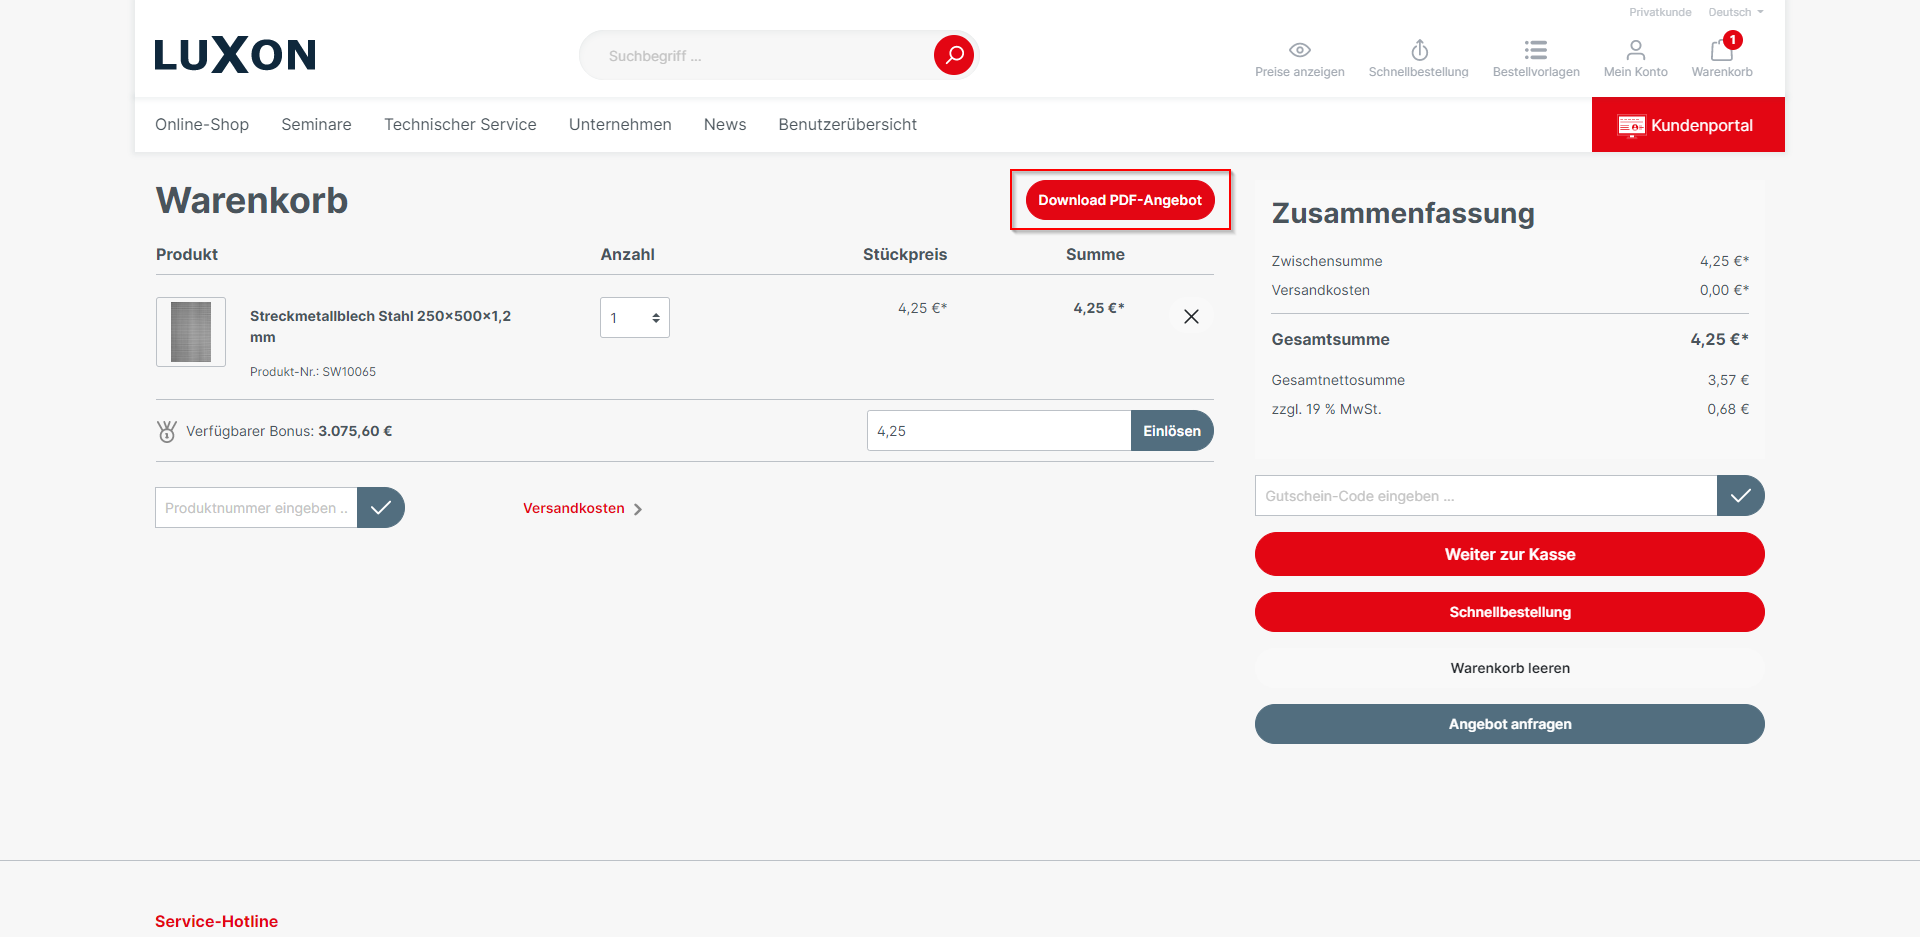 Privatkunde Deutsch
LUXON
Suchbegriff ...
Preise anzeigen Schnellbestellung Bestellvorlagen Mein Konto 1 Warenkorb
Online-Shop Seminare Technischer Service Unternehmen News Benutzerübersicht Kundenportal
Warenkorb
Download PDF-Angebot
Produkt Anzahl Stückpreis Summe
Streckmetallblech Stahl 250x500x1,2
mm
1 4,25 €* 4,25 €*
Produkt-Nr.: SW10065
Verfügbarer Bonus: 3.075,60 €
4,25 Einlösen
Produktnummer eingeben ..
Versandkosten
Zusammenfassung
Zwischensumme 4,25 €*
Versandkosten 0,00 €*
Gesamtsumme 4,25 €*
Gesamtnettosumme 3,57 €
zzgl. 19 % MwSt. 0,68 €
Gutschein-Code eingeben ...
Weiter zur Kasse
Schnellbestellung
Warenkorb leeren
Angebot anfragen
Service-Hotline